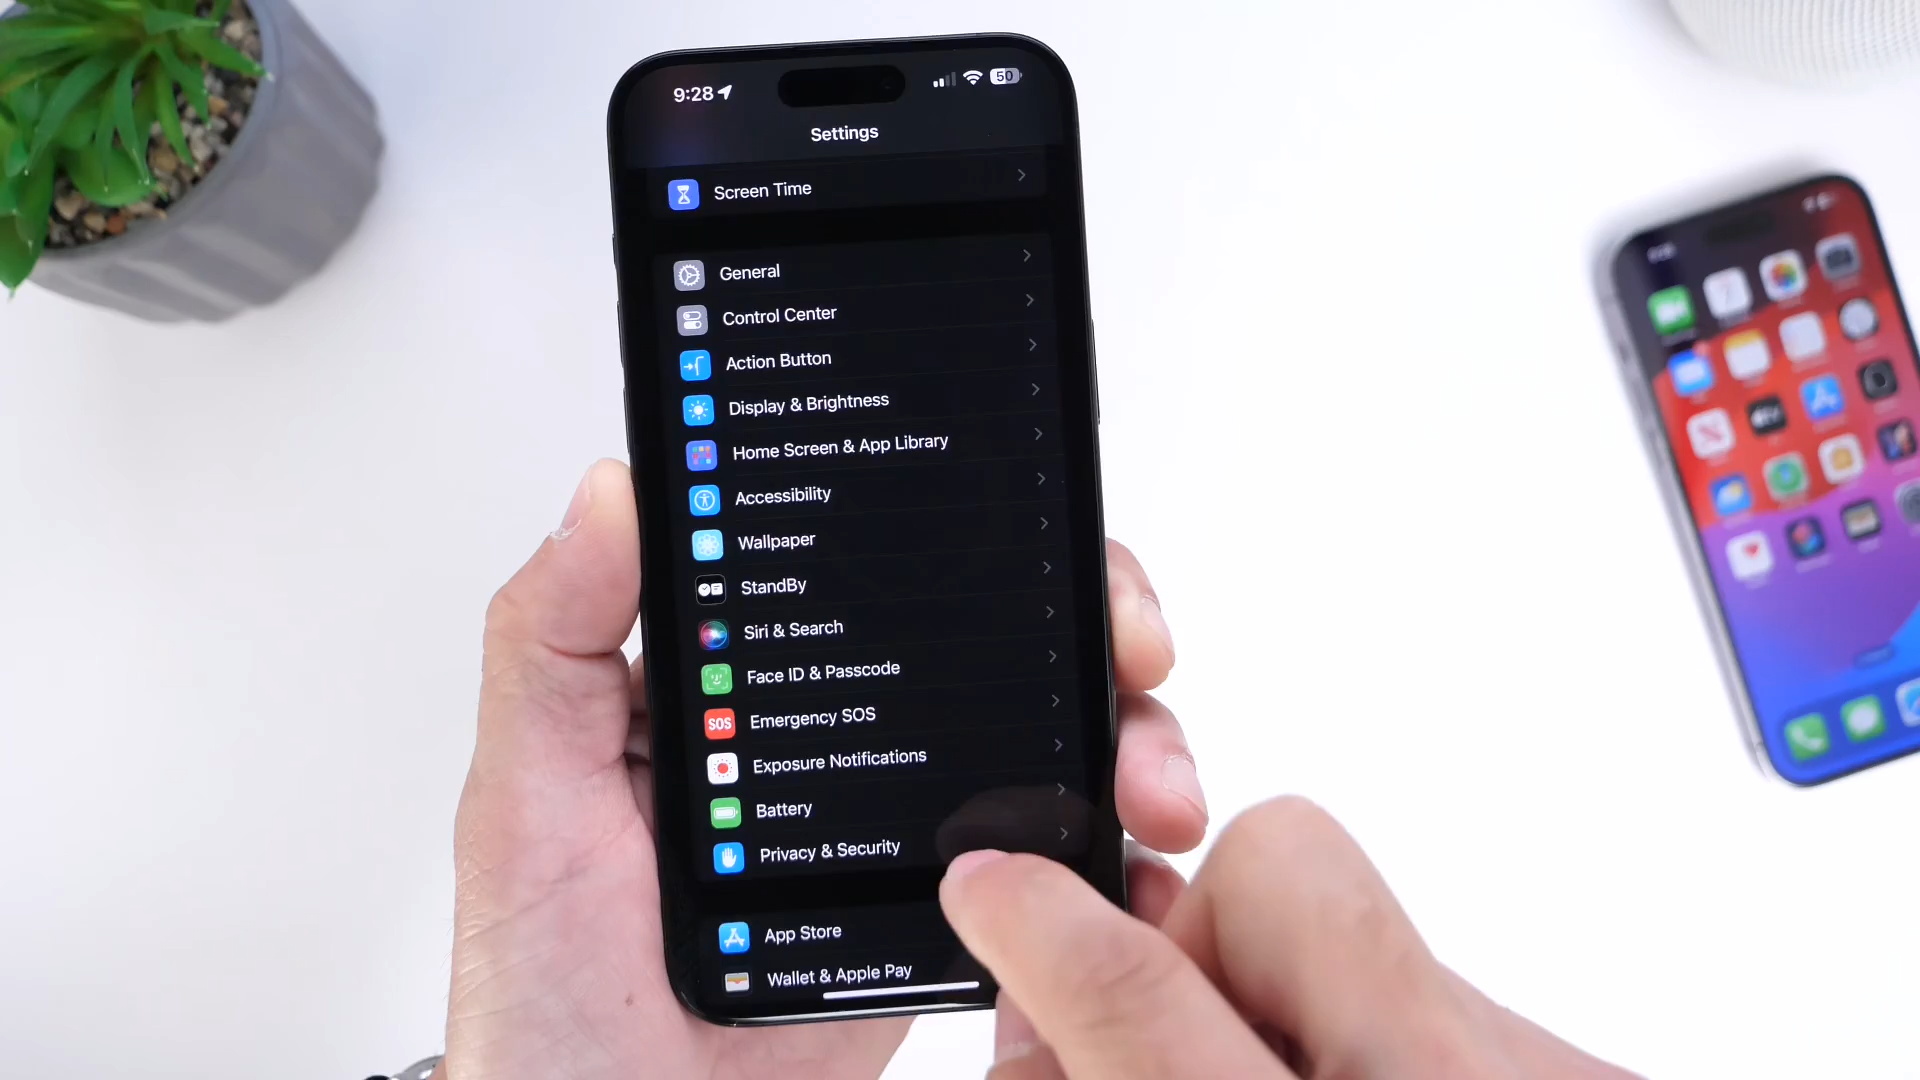 9:28
50
Settings
Screen Time
General
Control Center
Action Button
Display & Brightness
Home Screen & App Library
Accessibility
Wallpaper
StandBy
Siri & Search
Face ID & Passcode
SOS Emergency SOS
Exposure Notifications
Battery
Privacy & Security
App Store
Wallet & Apple Pay